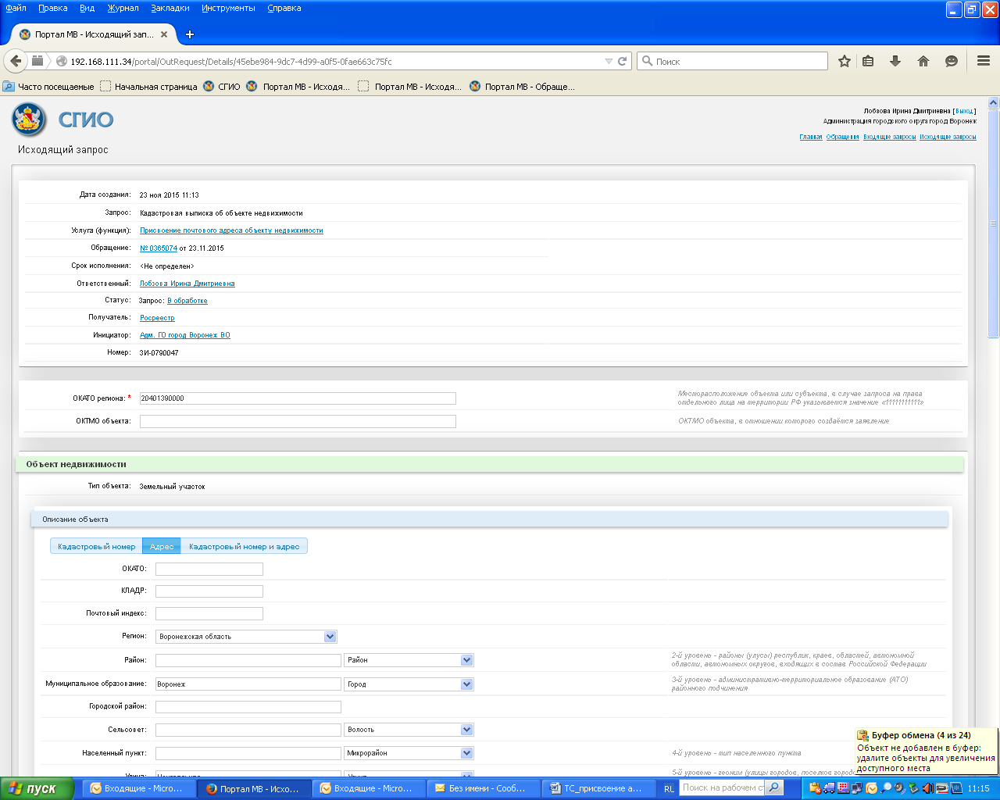 Файл Правка Вид Журнал Закладки Инструменты Справка
Портал МВ - Исходящий зап...
192.168.111.34/portal/OutRequest/Details/45ebe984-9dc7-4d99-a0f5-0fae663c75fc
Поиск
Часто посещаемые Начальная страница СГИО Портал МВ - Исходя... Портал МВ - Исходя... Портал МВ - Обраще...
СГИО
Лобзова Ирина Дмитриевна [Выход]
Администрация городского округа город Воронеж
Главная Обращения Входящие запросы Исходящие запросы
Исходящий запрос
Дата создания: 23 ноя 2015 11:13
Запрос: Кадастровая выписка об объекте недвижимости
Услуга (функция): Присвоение почтового адреса объекту недвижимости
Обращение: № 0365074 от 23.11.2015
Срок исполнения: <Не определен>
Ответственный: Лобзова Ирина Дмитриевна
Статус: Запрос: В обработке
Получатель: Росреестр
Инициатор: Адм. ГО город Воронеж ВО
Номер: ЗИ-0790047
ОКАТО региона: * 20401390000
Месторасположение объекта или субъекта, в случае запроса на права
отдельного лица на территории РФ указывается значение «11111111111»
ОКТМО объекта:
ОКТМО объекта, в отношении которого создаётся заявление
Объект недвижимости
Тип объекта: Земельный участок
Описание объекта
Кадастровый номер Адрес Кадастровый номер и адрес
ОКАТО:
КЛАДР:
Почтовый индекс:
Регион: Воронежская область
Район: Район
2-й уровень - районы (улусы) республик, краев, областей, автономной
области, автономных округов, входящих в состав Российской Федерации
Муниципальное образование: Воронеж Город
3-й уровень - административно-территориальное образование (АТО)
районного подчинения
Городской район:
Сельсовет: Волость
Населенный пункт: Микрорайон
4-й уровень - тип населенного пункта
Улица:
5-й уровень - геоним (улицы городов, поселков город
Буфер обмена (4 из 24)
Объект не добавлен в буфер:
удалите объекты для увеличения
доступного места
пуск
Входящие - Micro... Портал МВ - Исхо... Входящие - Micro... Без имени - Сооб... ТС_присвоение а...
RL
Поиск на рабочем с
11:15